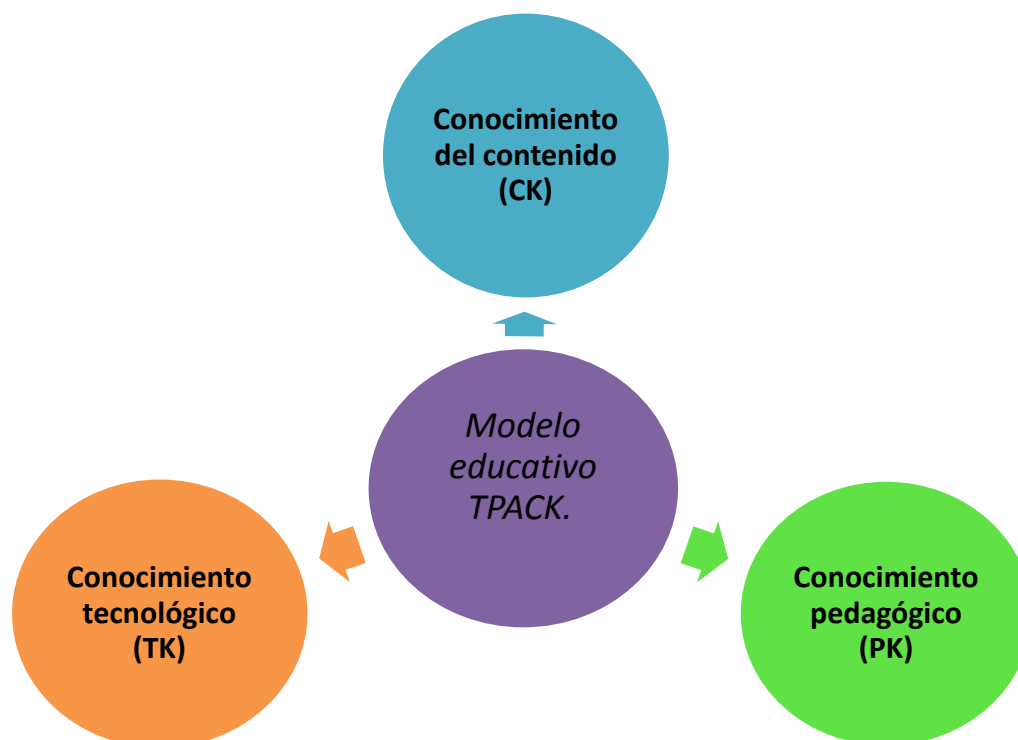 Conocimiento
del contenido
(CK)
Modelo
educativo
TPACK.
Conocimiento
tecnológico
(TK)
Conocimiento
pedagógico
(PK)